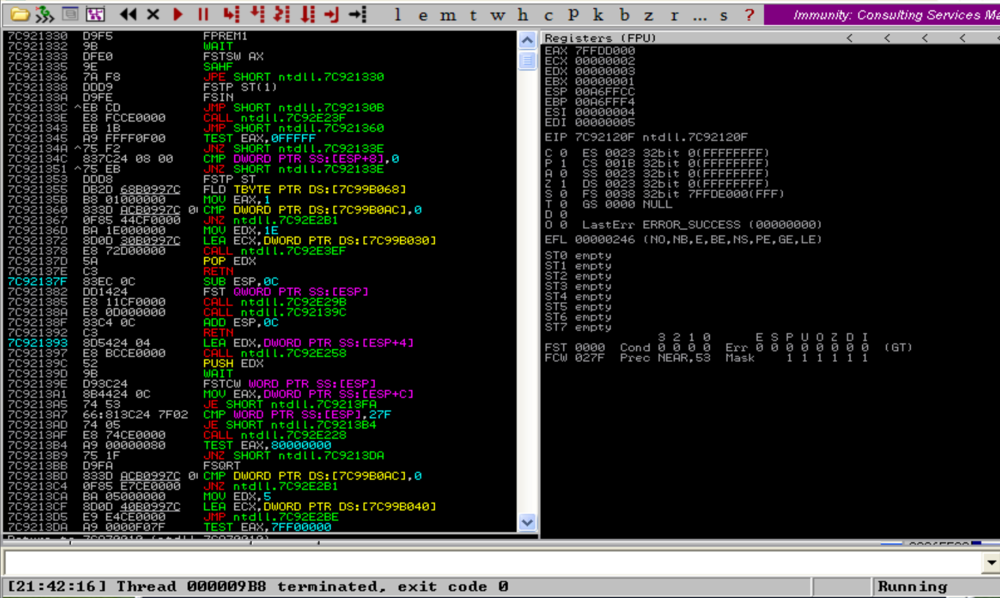 l e m t w h c P k b z r ... s ?
Immunity: Consulting Services Ma
7C921330 D9F5 FPREM1
7C921332 9B WAIT
7C921333 DFE0 FSTSW AX
7C921335 9E SAHF
7C921336 7A F8 JPE SHORT ntdll.7C921330
7C921338 DDD9 FSTP ST(1)
7C92133A D9FE FSIN
7C92133C ^EB CD JMP SHORT ntdll.7C92130B
7C92133E E8 FCCE0000 CALL ntdll.7C92E23F
7C921343 EB 1B JMP SHORT ntdll.7C921360
7C921345 A9 FFFF0F00 TEST EAX,0FFFFF
7C92134A ^75 F2 JNZ SHORT ntdll.7C92133E
7C92134C 837C24 08 00 CMP DWORD PTR SS:[ESP+8],0
7C921351 ^75 EB JNZ SHORT ntdll.7C92133E
7C921353 DDD8 FSTP ST
7C921355 DB2D 68B0997C FLD TBYTE PTR DS:[7C99B068]
7C92135B B8 01000000 MOV EAX,1
7C921360 833D ACB0997C 0 CMP DWORD PTR DS:[7C99B0AC],0
7C921367 0F85 44CF0000 JNZ ntdll.7C92E2B1
7C92136D BA 1E000000 MOV EDX,1E
7C921372 8D0D 30B0997C LEA ECX,DWORD PTR DS:[7C99B030]
7C921378 E8 72D00000 CALL ntdll.7C92E3EF
7C92137D 5A POP EDX
7C92137E C3 RETN
7C92137F 83EC 0C SUB ESP,0C
7C921382 DD1424 FST QWORD PTR SS:[ESP]
7C921385 E8 11CF0000 CALL ntdll.7C92E29B
7C92138A E8 0D000000 CALL ntdll.7C92139C
7C92138F 83C4 0C ADD ESP,0C
7C921392 C3 RETN
7C921393 8D5424 04 LEA EDX,DWORD PTR SS:[ESP+4]
7C921397 E8 BCCE0000 CALL ntdll.7C92E258
7C92139C 52 PUSH EDX
7C92139D 9B WAIT
7C92139E D93C24 FSTCW WORD PTR SS:[ESP]
7C9213A1 8B4424 0C MOV EAX,DWORD PTR SS:[ESP+C]
7C9213A5 74 53 JE SHORT ntdll.7C9213FA
7C9213A7 66:813C24 7F02 CMP WORD PTR SS:[ESP],27F
7C9213AD 74 05 JE SHORT ntdll.7C9213B4
7C9213AF E8 74CE0000 CALL ntdll.7C92E228
7C9213B4 A9 00000080 TEST EAX,80000000
7C9213B9 75 1F JNZ SHORT ntdll.7C9213DA
7C9213BB D9FA FSQRT
7C9213BD 833D ACB0997C 0 CMP DWORD PTR DS:[7C99B0AC],0
7C9213C4 0F85 E7CE0000 JNZ ntdll.7C92E2B1
7C9213CA BA 05000000 MOV EDX,5
7C9213CF 8D0D 40B0997C LEA ECX,DWORD PTR DS:[7C99B040]
7C9213D5 E9 E4CE0000 JMP ntdll.7C92E2BE
7C9213DA A9 0000F07F TEST EAX,7FF00000
Registers (FPU) < < < < <
EAX 7FFDD000
ECX 00000002
EDX 00000003
EBX 00000001
ESP 00A6FFCC
EBP 00A6FFF4
ESI 00000004
EDI 00000005
EIP 7C92120F ntdll.7C92120F
C 0 ES 0023 32bit 0(FFFFFFFF)
P 1 CS 001B 32bit 0(FFFFFFFF)
A 0 SS 0023 32bit 0(FFFFFFFF)
Z 1 DS 0023 32bit 0(FFFFFFFF)
S 0 FS 0038 32bit 7FFDE000(FFF)
T 0 GS 0000 NULL
D 0
O 0 LastErr ERROR_SUCCESS (00000000)
EFL 00000246 (NO,NB,E,BE,NS,PE,GE,LE)
ST0 empty
ST1 empty
ST2 empty
ST3 empty
ST4 empty
ST5 empty
ST6 empty
ST7 empty
3 2 1 0 E S P U O Z D I
FST 0000 Cond 0 0 0 0 Err 0 0 0 0 0 0 0 0 (GT)
FCW 027F Prec NEAR,53 Mask 1 1 1 1 1 1
[21:42:16] Thread 000009B8 terminated, exit code 0
Running